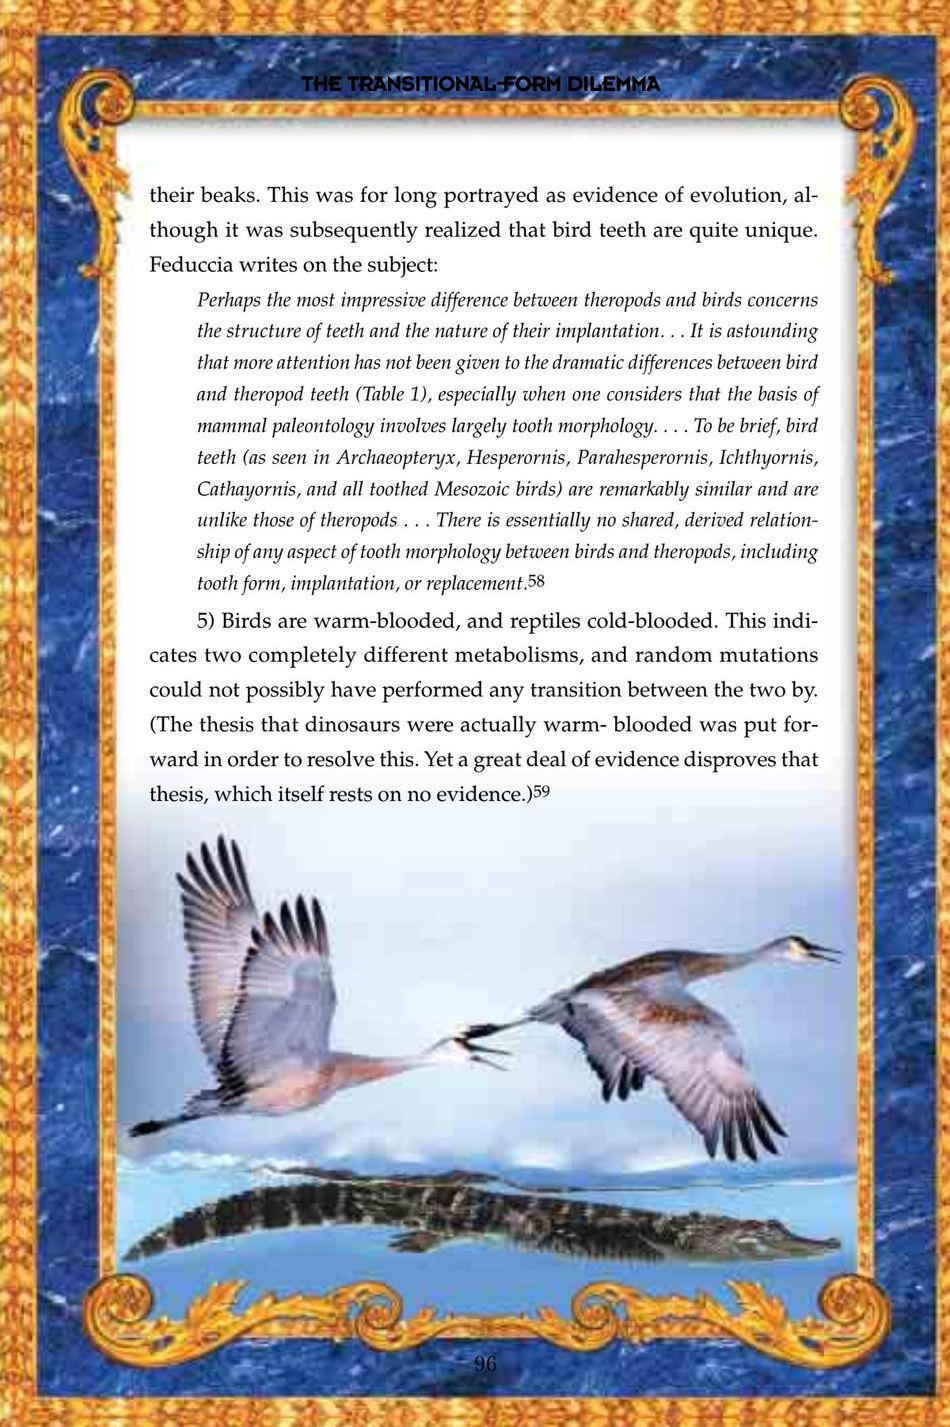 THE TRANSITIONAL-FORM DILEMMA
their beaks. This was for long portrayed as evidence of evolution, al-
though it was subsequently realized that bird teeth are quite unique.
Feduccia writes on the subject:
Perhaps the most impressive difference between theropods and birds concerns
the structure of teeth and the nature of their implantation. . . It is astounding
that more attention has not been given to the dramatic differences between bird
and theropod teeth (Table 1), especially when one considers that the basis of
mammal paleontology involves largely tooth morphology. . . . To be brief, bird
teeth (as seen in Archaeopteryx, Hesperornis, Parahesperornis, Ichthyornis,
Cathayornis, and all toothed Mesozoic birds) are remarkably similar and are
unlike those of theropods . . . There is essentially no shared, derived relation-
ship of any aspect of tooth morphology between birds and theropods, including
tooth form, implantation, or replacement.58
5) Birds are warm-blooded, and reptiles cold-blooded. This indi-
cates two completely different metabolisms, and random mutations
could not possibly have performed any transition between the two by.
(The thesis that dinosaurs were actually warm- blooded was put for-
ward in order to resolve this. Yet a great deal of evidence disproves that
thesis, which itself rests on no evidence.)59
96